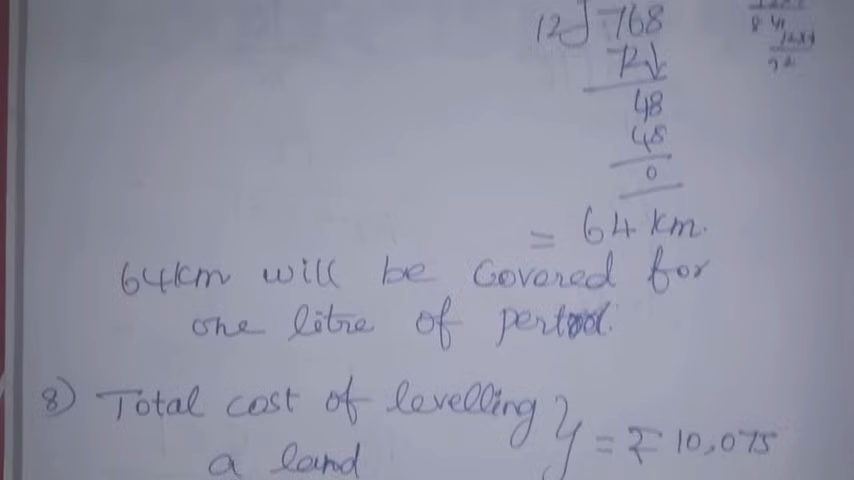 12 768
72
48
48
0
= 64 km.
64km will be covered for
one litre of pertrol.
8) Total cost of levelling
a land } = ₹ 10,075